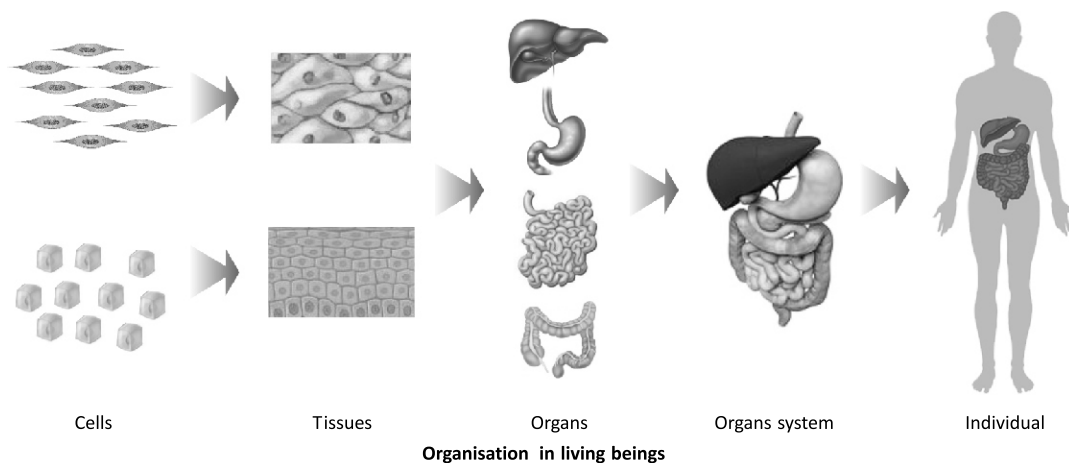 Cells
Tissues
Organs
Organs system
Individual
Organisation in living beings